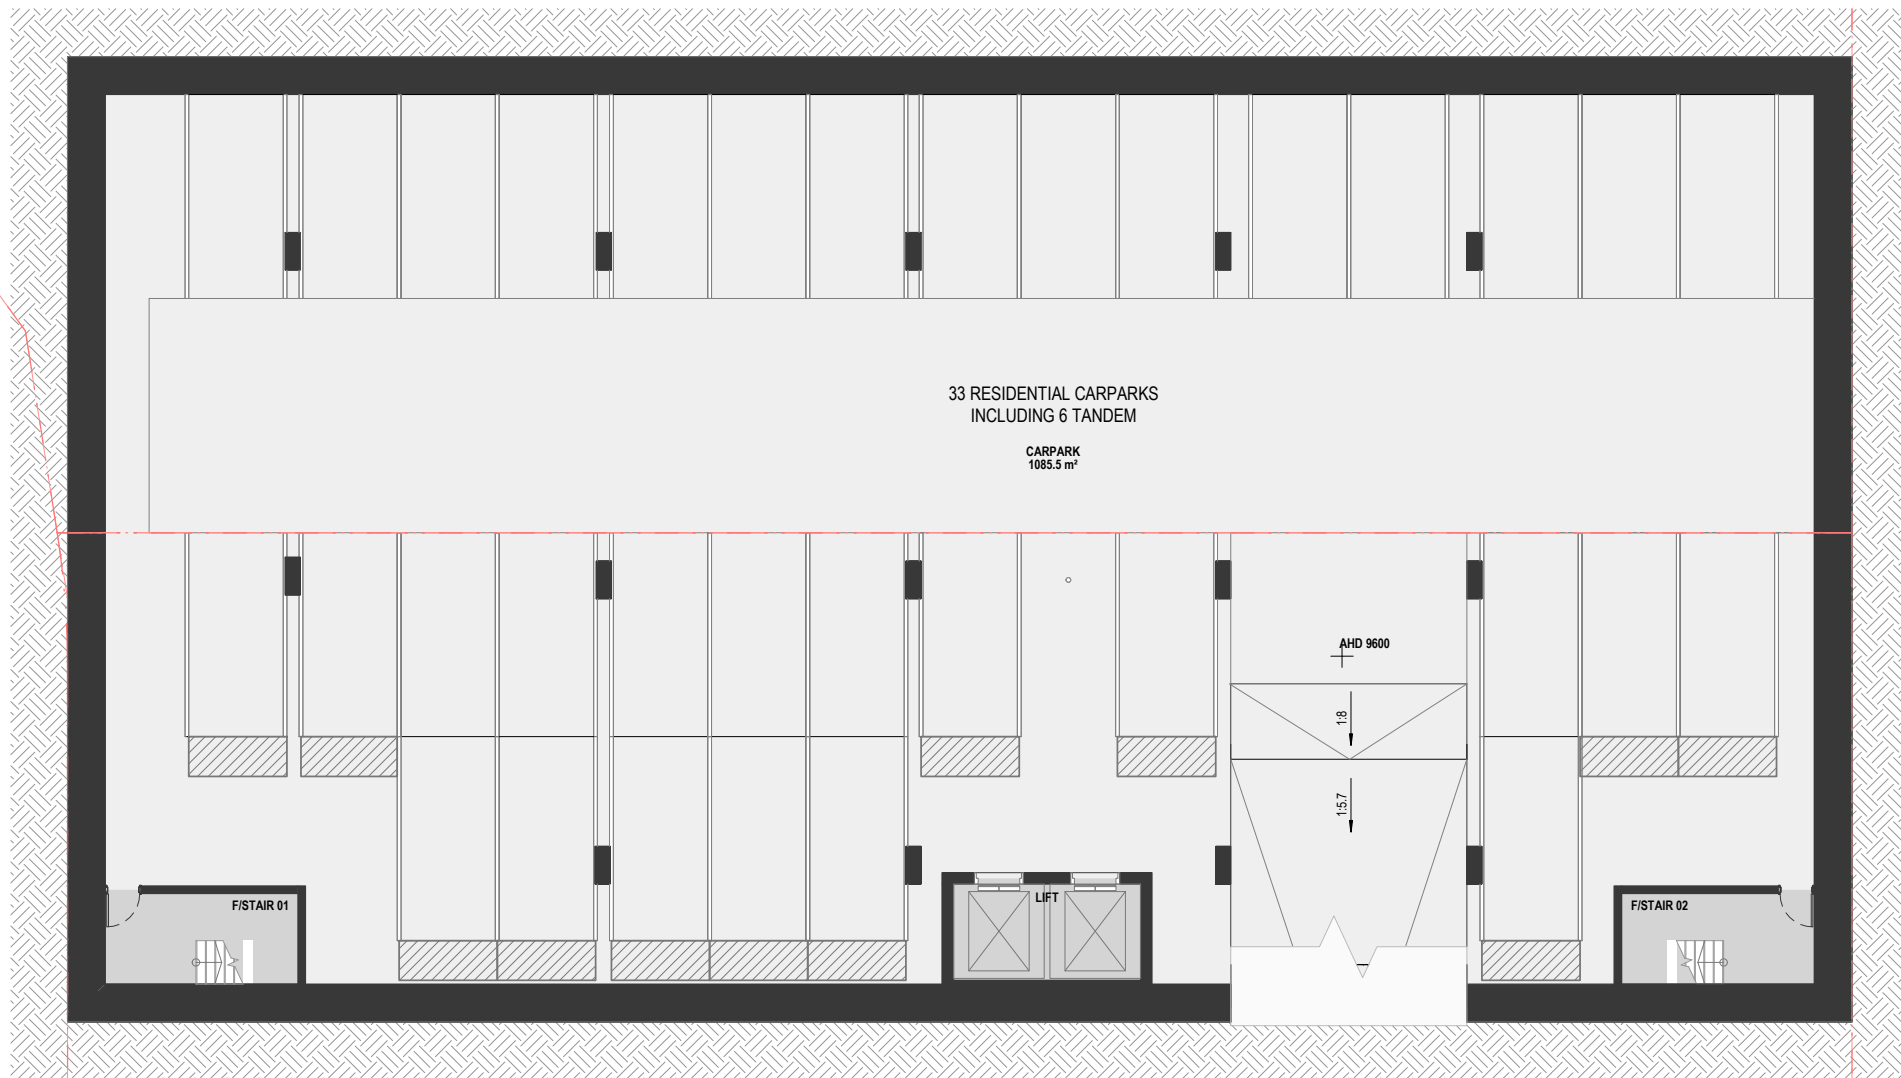 33 RESIDENTIAL CARPARKS
INCLUDING 6 TANDEM
CARPARK
1085.5 m²
AHD 9600
1:8
1:5.7
LIFT
F/STAIR 01
F/STAIR 02